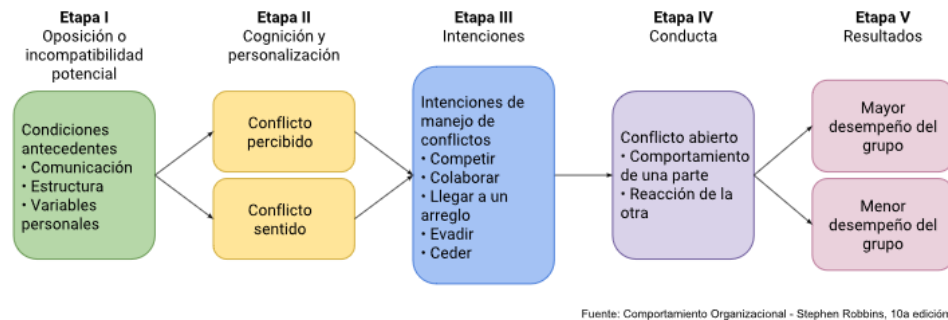 Etapa I
Oposición o
incompatibilidad
potencial
Etapa II
Cognición y
personalización
Etapa III
Intenciones
Etapa IV
Conducta
Etapa V
Resultados
Condiciones
antecedentes
• Comunicación
• Estructura
• Variables
personales
Conflicto
percibido
Conflicto
sentido
Intenciones de
manejo de
conflictos
• Competir
• Colaborar
• Llegar a un
arreglo
• Evadir
• Ceder
Conflicto abierto
• Comportamiento
de una parte
• Reacción de la
otra
Mayor
desempeño del
grupo
Menor
desempeño del
grupo
Fuente: Comportamiento Organizacional - Stephen Robbins, 10a edición